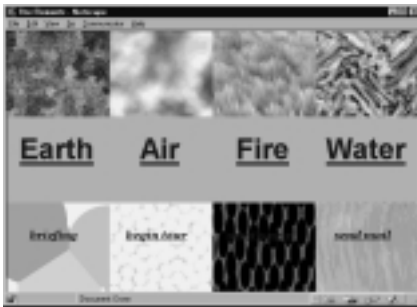 The Elements - Netscape
File Edit View Go Communicator Help
Earth Air Fire Water
briefing begin tour send mail
Document: Done